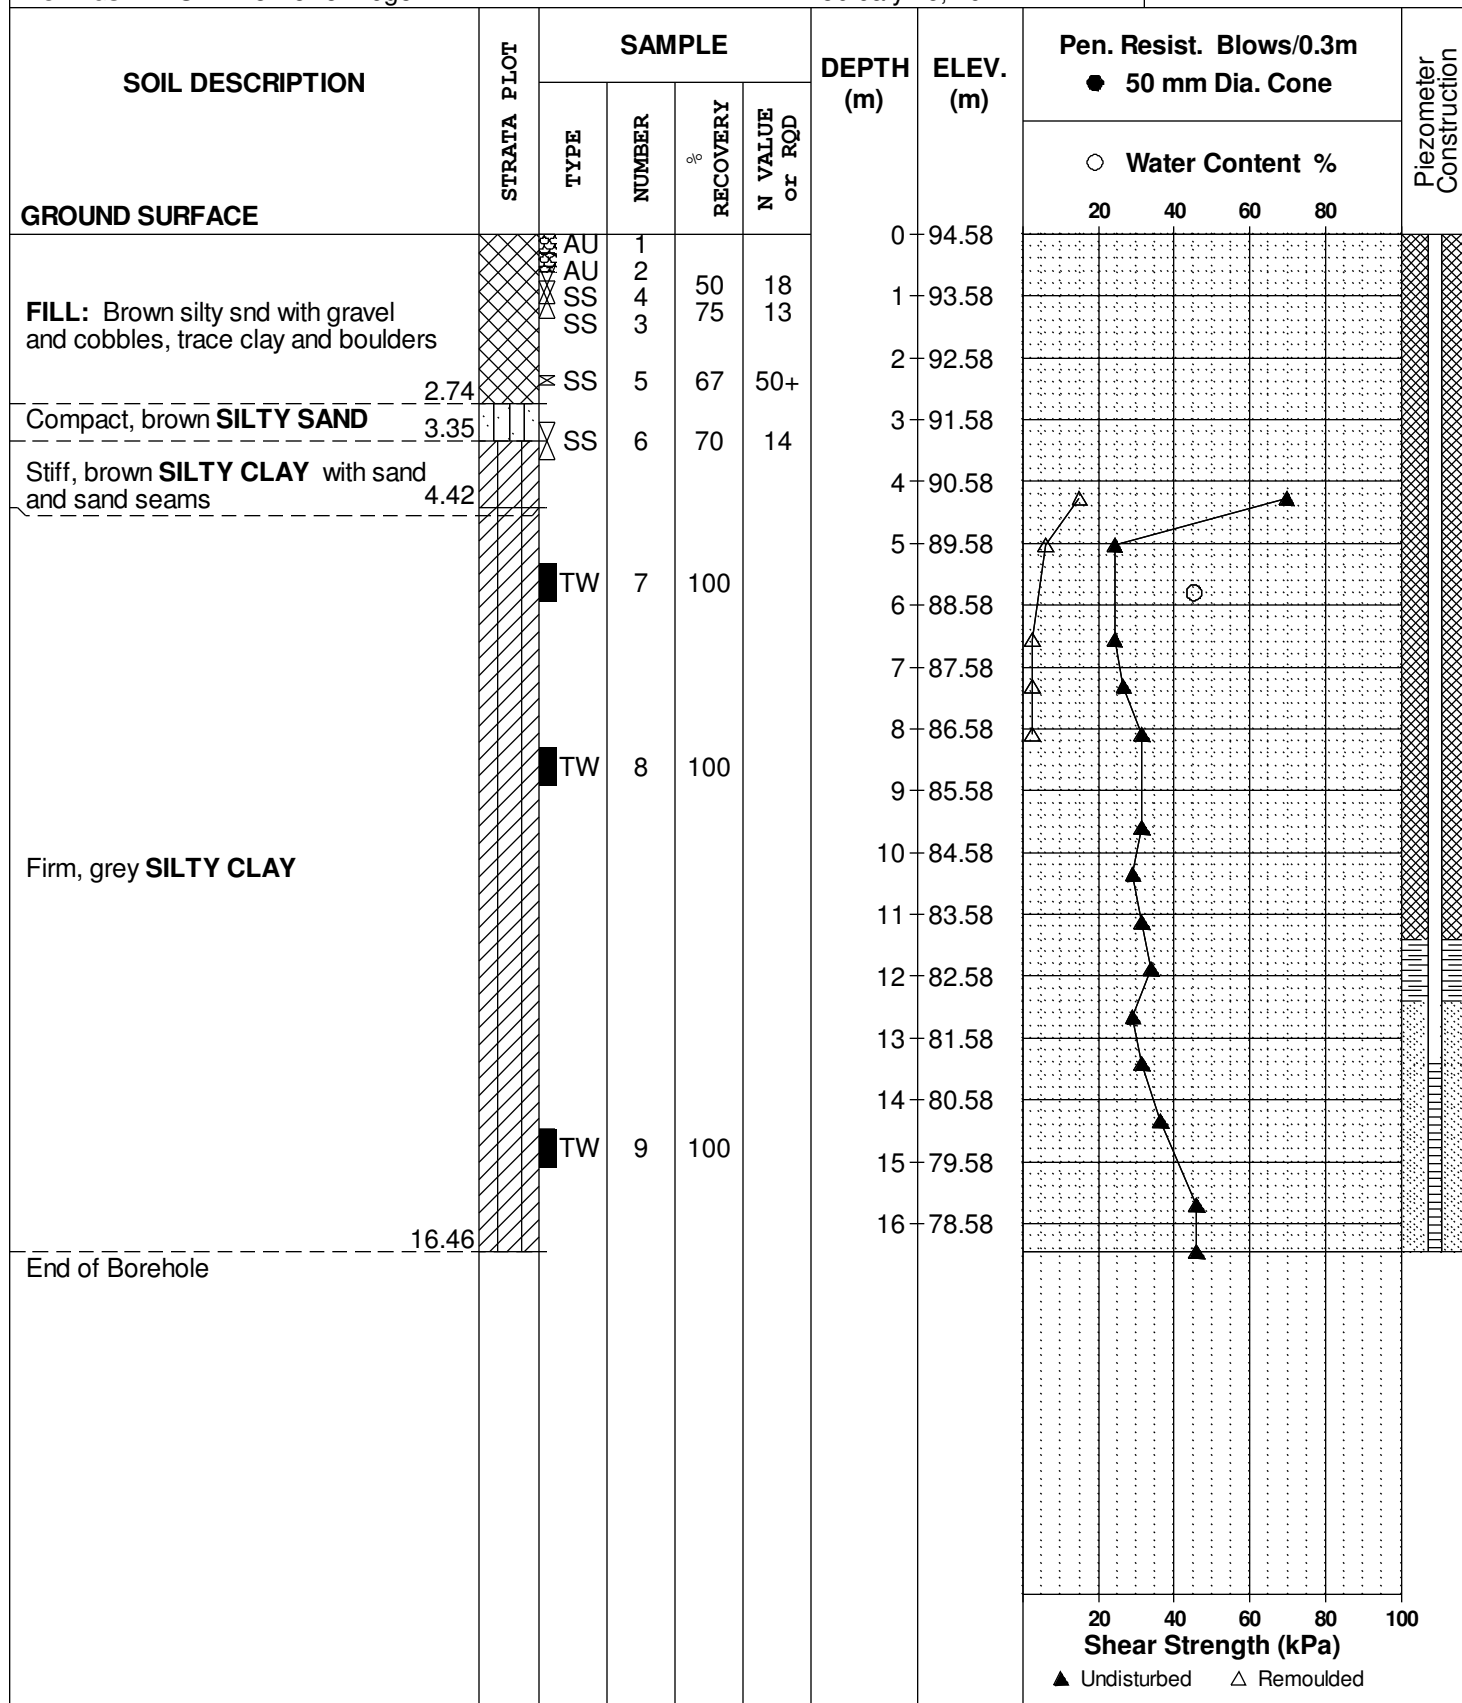 SOIL DESCRIPTION
GROUND SURFACE
STRATA PLOT
SAMPLE
TYPE
NUMBER
%
RECOVERY
N VALUE
or RQD
DEPTH
(m)
ELEV.
(m)
Pen. Resist. Blows/0.3m
● 50 mm Dia. Cone
○ Water Content %
20 40 60 80
Piezometer
Construction
AU 1
AU 2
SS 4 50 18
SS 3 75 13
SS 5 67 50+
SS 6 70 14
TW 7 100
TW 8 100
TW 9 100
FILL: Brown silty snd with gravel
and cobbles, trace clay and boulders
2.74
Compact, brown SILTY SAND
3.35
Stiff, brown SILTY CLAY with sand
and sand seams
4.42
Firm, grey SILTY CLAY
16.46
End of Borehole
0 94.58
1 93.58
2 92.58
3 91.58
4 90.58
5 89.58
6 88.58
7 87.58
8 86.58
9 85.58
10 84.58
11 83.58
12 82.58
13 81.58
14 80.58
15 79.58
16 78.58
20 40 60 80 100
Shear Strength (kPa)
▲ Undisturbed △ Remoulded